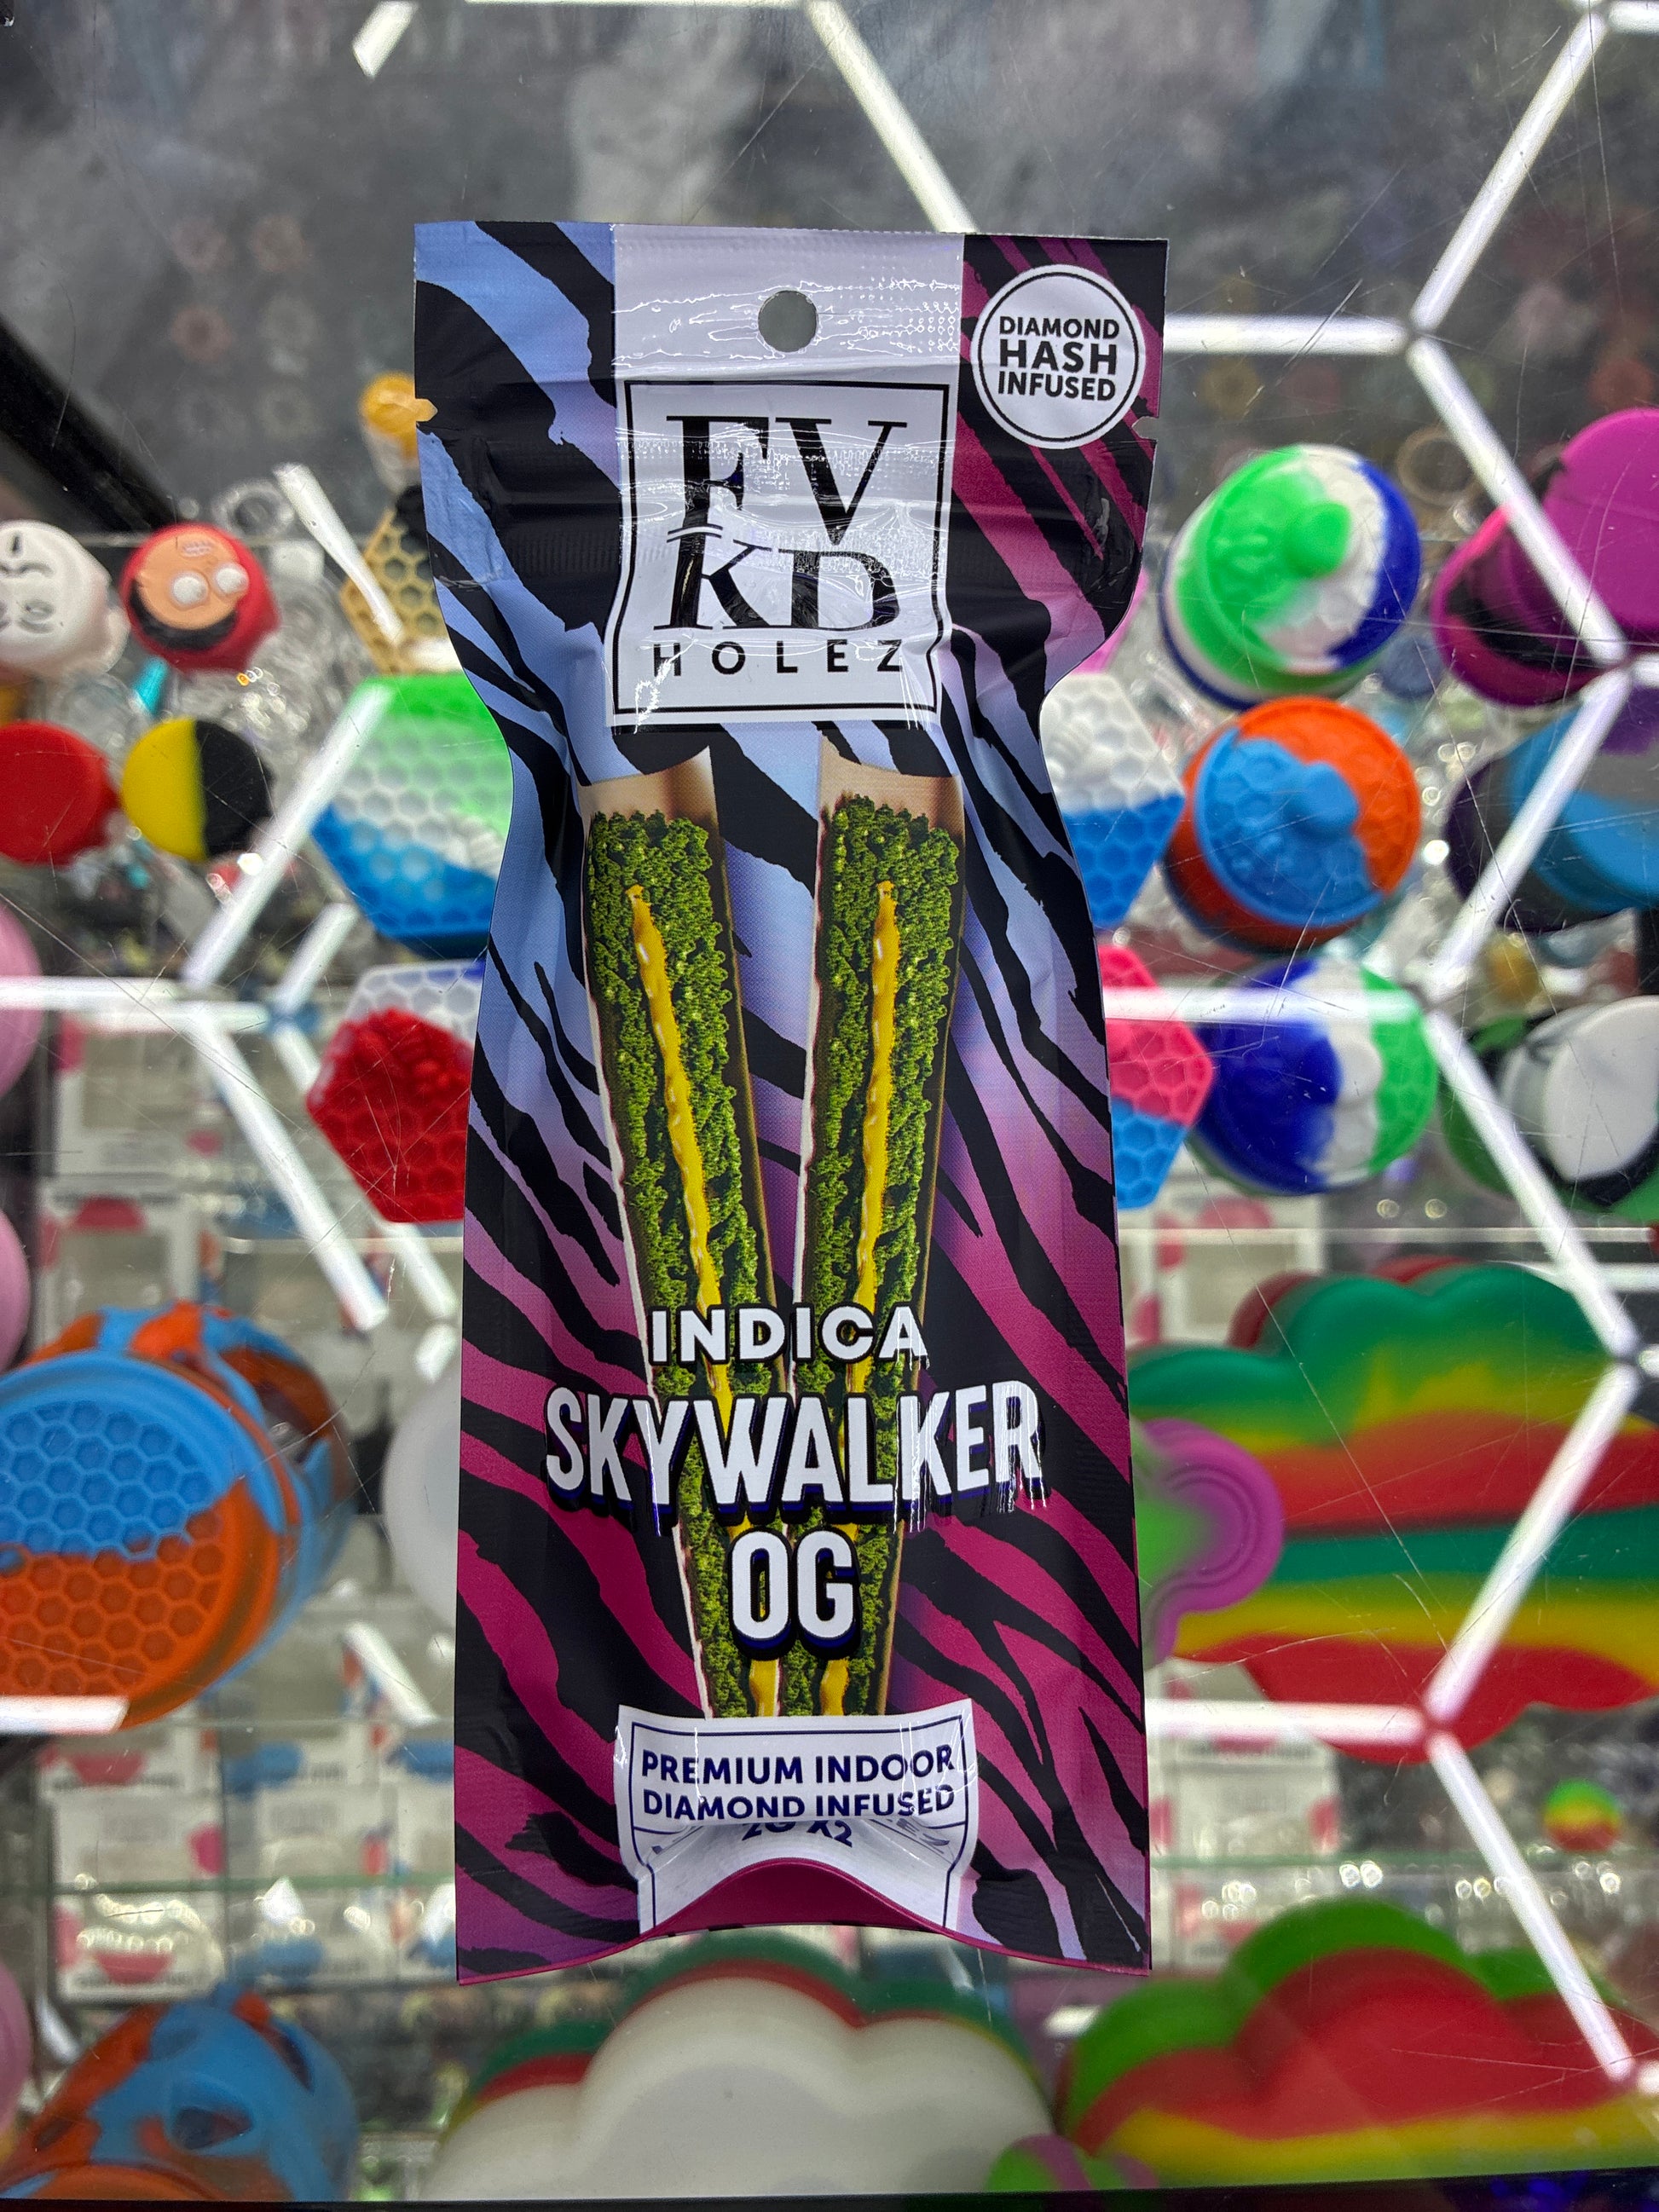 DIAMOND
HASH
INFUSED
FV
KD
HOLEZ
INDICA
SKYWALKER
OG
PREMIUM INDOOR
DIAMOND INFUSED
2G X2